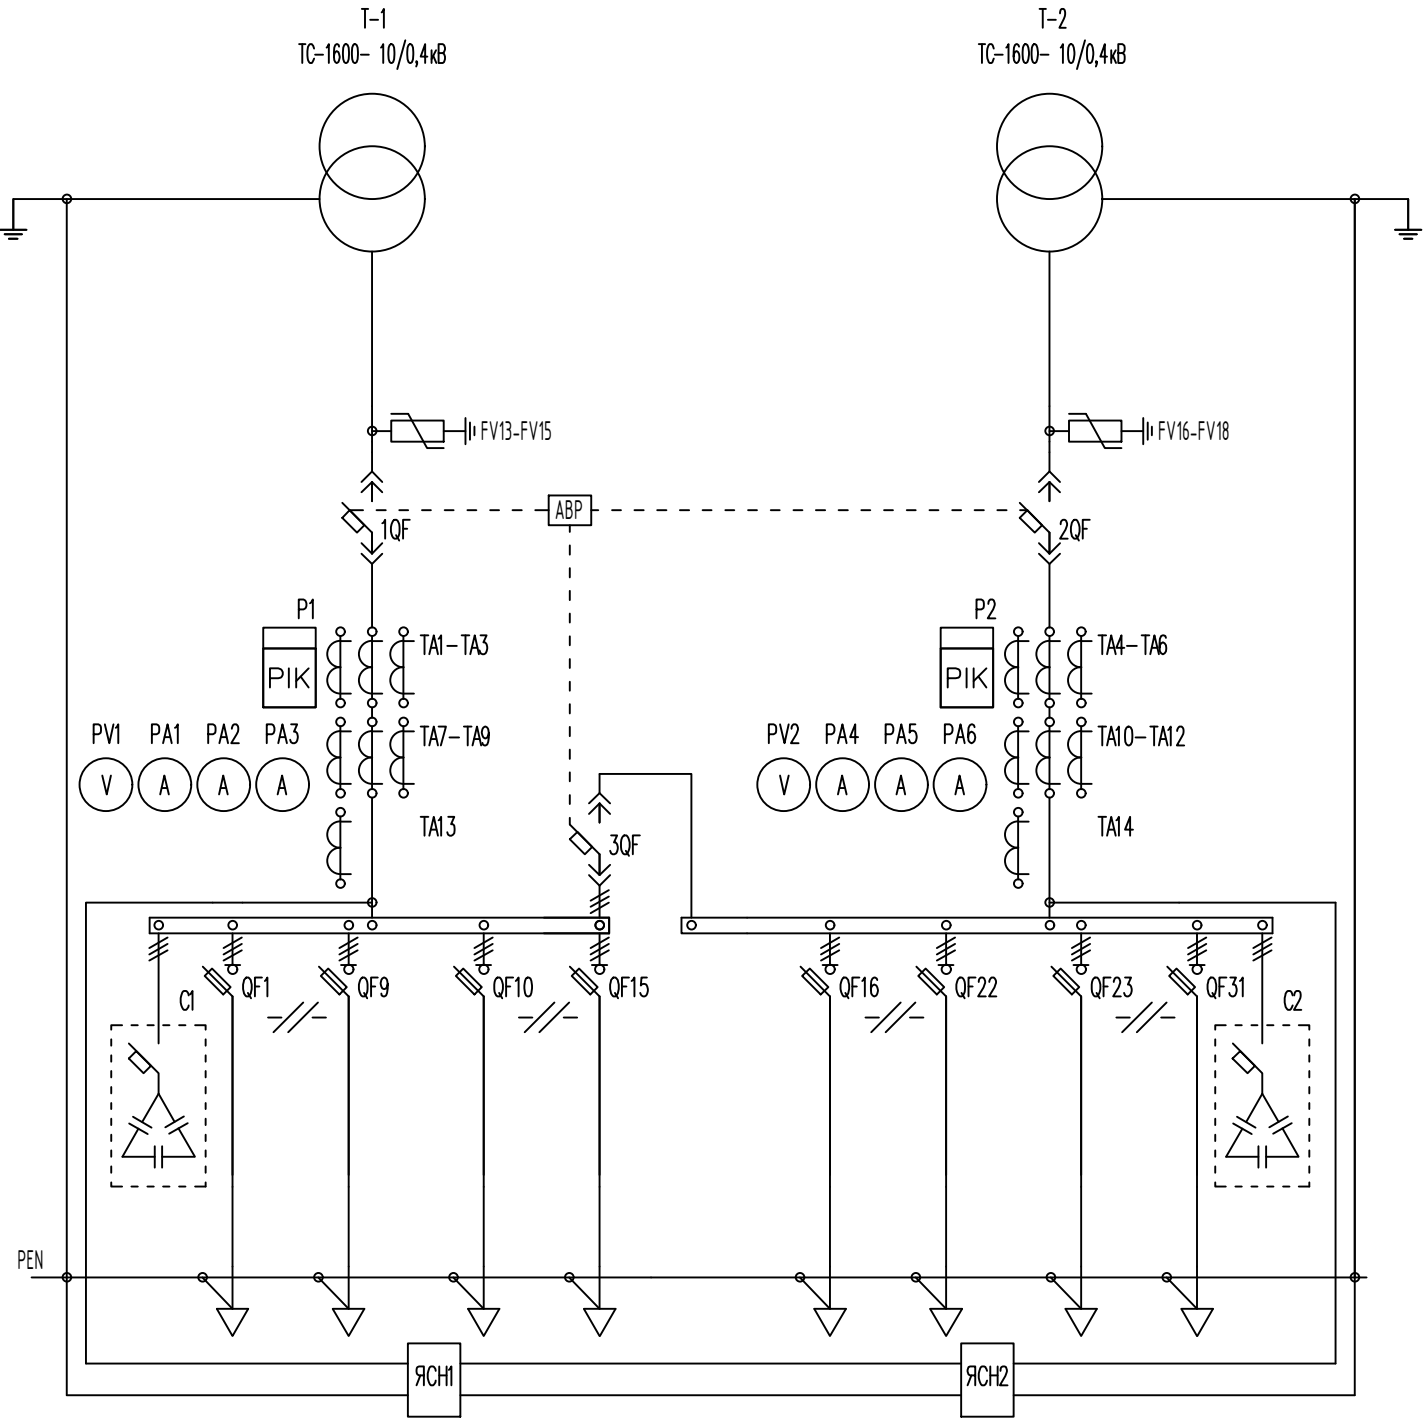 T-1
ТС-1600- 10/0,4кВ
T-2
ТС-1600- 10/0,4кВ
FV13-FV15
FV16-FV18
1QF
АВР
2QF
P1
PIK
TA1-TA3
P2
PIK
TA4-TA6
PV1
PA1
PA2
PA3
TA7-TA9
PV2
PA4
PA5
PA6
TA10-TA12
V
A
A
A
V
A
A
A
TA13
3QF
TA14
QF1
QF9
QF10
QF15
QF16
QF22
QF23
QF31
C1
C2
PEN
ЯСН1
ЯСН2